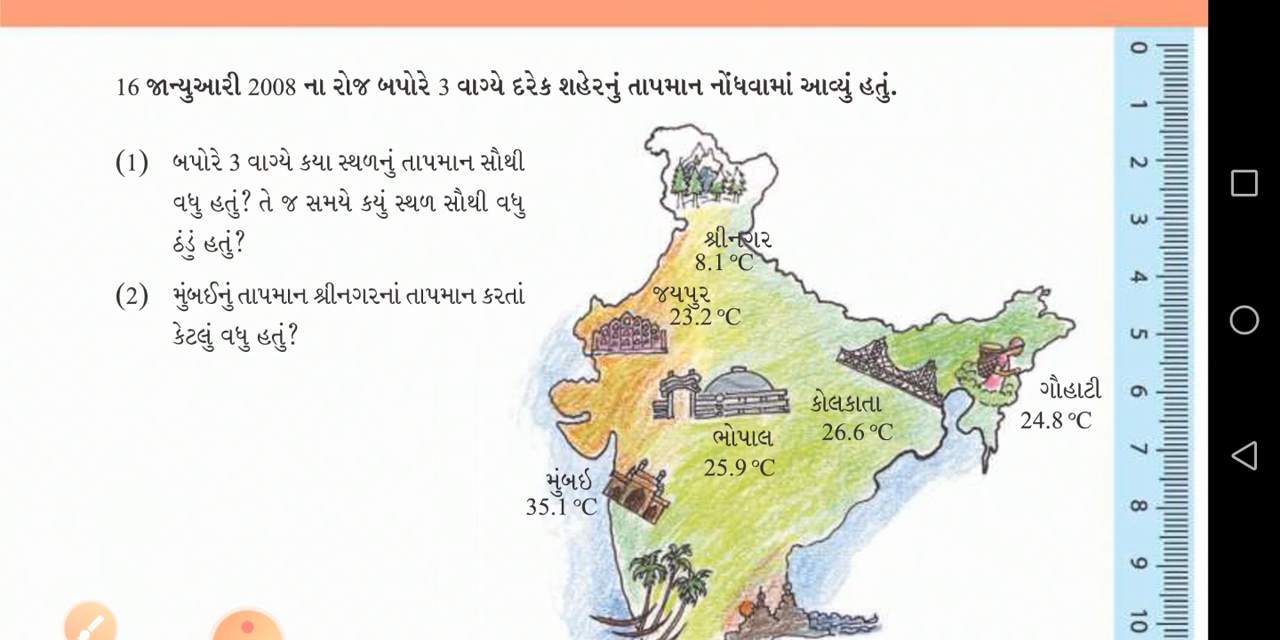 16 જાન્યુઆરી 2008 ના રોજ બપોરે 3 વાગ્યે દરેક શહેરનું તાપમાન નોંધવામાં આવ્યું હતું.
(1) બપોરે 3 વાગ્યે કયા સ્થળનું તાપમાન સૌથી
વધુ હતું? તે જ સમયે કયું સ્થળ સૌથી વધુ
ઠંડું હતું?
(2) મુંબઈનું તાપમાન શ્રીનગરનાં તાપમાન કરતાં
કેટલું વધુ હતું?
શ્રીનગર
8.1 °C
જયપુર
23.2 °C
ગૌહાટી
24.8 °C
કોલકાતા
26.6 °C
ભોપાલ
25.9 °C
મુંબઇ
35.1 °C
0
1
2
3
4
5
6
7
8
9
10